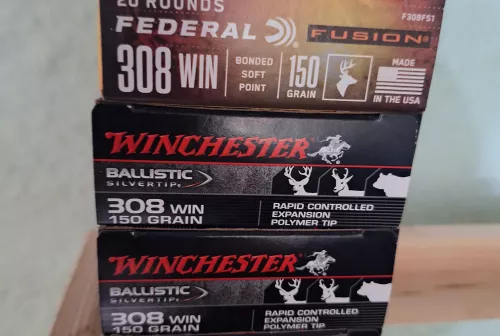 20 ROUNDS
F308FS1
FEDERAL FUSION
308 WIN
BONDED SOFT POINT
150 GRAIN
MADE IN THE USA
WINCHESTER
BALLISTIC SILVERTIP
308 WIN
150 GRAIN
RAPID CONTROLLED
EXPANSION
POLYMER TIP
WINCHESTER
BALLISTIC SILVERTIP
308 WIN
150 GRAIN
RAPID CONTROLLED
EXPANSION
POLYMER TIP